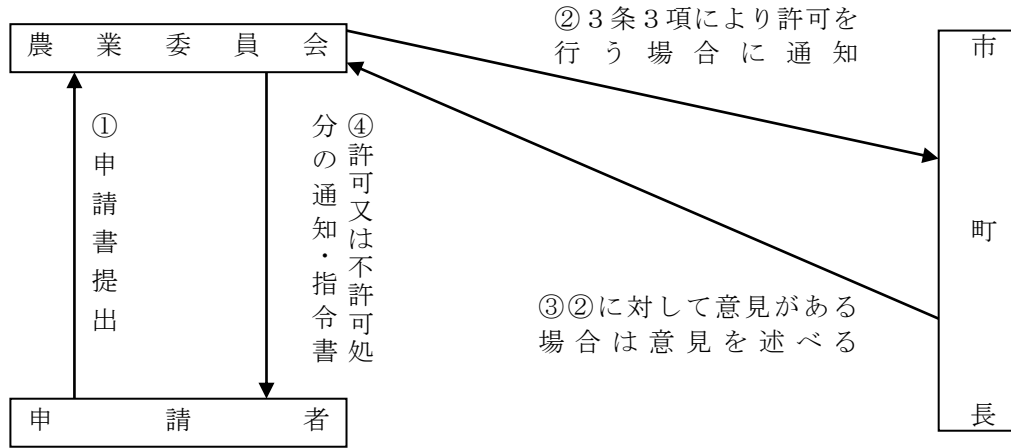 ②３条３項により許可を
行う場合に通知
農業委員会
市町長
①申請書提出
④許可又は不許可処
分の通知・指令書
③②に対して意見がある
場合は意見を述べる
申請者